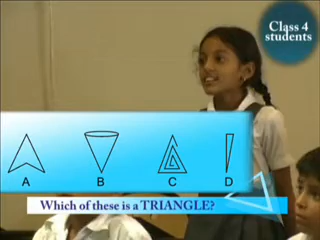 Class 4
students
A B C D
Which of these is a TRIANGLE?